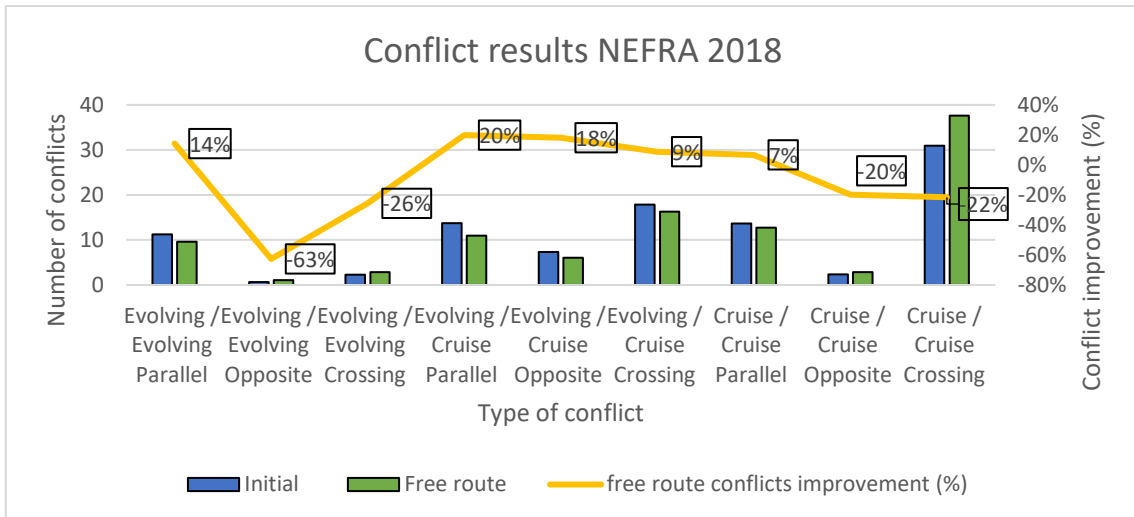 Conflict results NEFRA 2018
Number of conflicts
40
30
20
10
0
40%
20%
0%
-20%
-40%
-60%
-80%
Conflict improvement (%)
14%
-63%
-26%
20%
18%
9%
7%
-20%
-22%
Evolving / Evolving Parallel
Evolving / Evolving Opposite
Evolving / Evolving Crossing
Evolving / Cruise Parallel
Evolving / Cruise Opposite
Evolving / Cruise Crossing
Cruise / Cruise Parallel
Cruise / Cruise Opposite
Cruise / Cruise Crossing
Type of conflict
Initial
Free route
free route conflicts improvement (%)